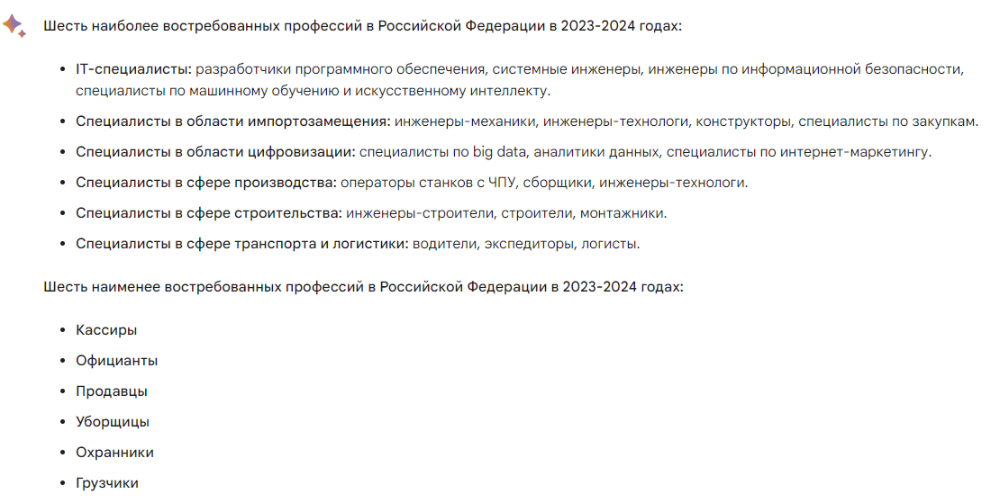 Шесть наиболее востребованных профессий в Российской Федерации в 2023-2024 годах:
• IT-специалисты: разработчики программного обеспечения, системные инженеры, инженеры по информационной безопасности,
специалисты по машинному обучению и искусственному интеллекту.
• Специалисты в области импортозамещения: инженеры-механики, инженеры-технологи, конструкторы, специалисты по закупкам.
• Специалисты в области цифровизации: специалисты по big data, аналитики данных, специалисты по интернет-маркетингу.
• Специалисты в сфере производства: операторы станков с ЧПУ, сборщики, инженеры-технологи.
• Специалисты в сфере строительства: инженеры-строители, строители, монтажники.
• Специалисты в сфере транспорта и логистики: водители, экспедиторы, логисты.
Шесть наименее востребованных профессий в Российской Федерации в 2023-2024 годах:
• Кассиры
• Официанты
• Продавцы
• Уборщицы
• Охранники
• Грузчики